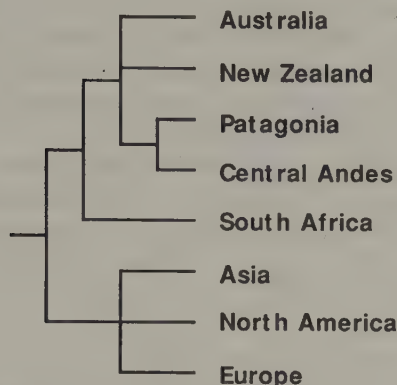 Australia
New Zealand
Patagonia
Central Andes
South Africa
Asia
North America
Europe